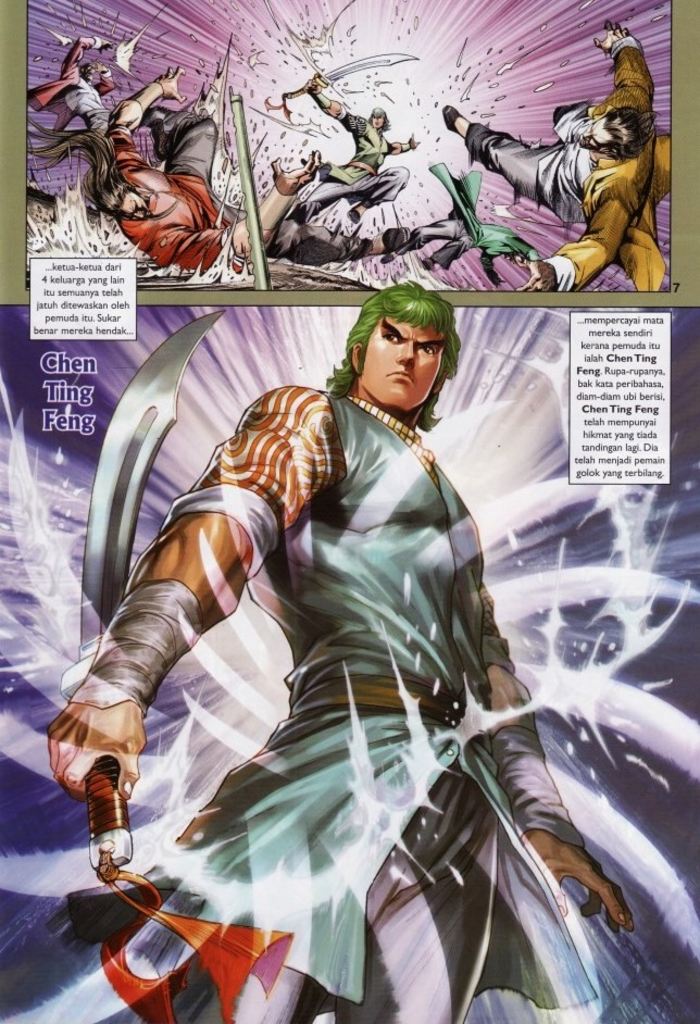 ...ketua-ketua dari
4 keluarga yang lain
itu semuanya telah
jatuh ditewaskan oleh
pemuda itu. Sukar
benar mereka hendak...
7
Chen
Ting
Feng
...mempercayai mata
mereka sendiri
kerana pemuda itu
ialah Chen Ting
Feng. Rupa-rupanya,
bak kata peribahasa,
diam-diam ubi berisi,
Chen Ting Feng
telah mempunyai
hikmat yang tiada
tandingan lagi. Dia
telah menjadi pemain
golok yang terbilang.